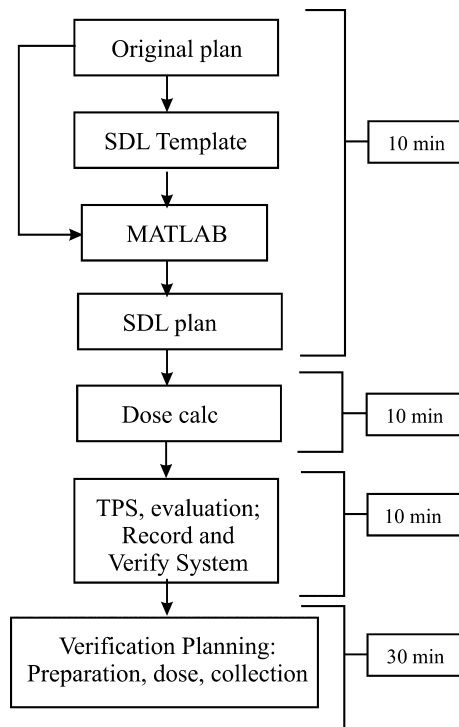 Original plan
SDL Template
MATLAB
SDL plan
10 min
Dose calc
10 min
TPS, evaluation;
Record and
Verify System
10 min
Verification Planning:
Preparation, dose, collection
30 min